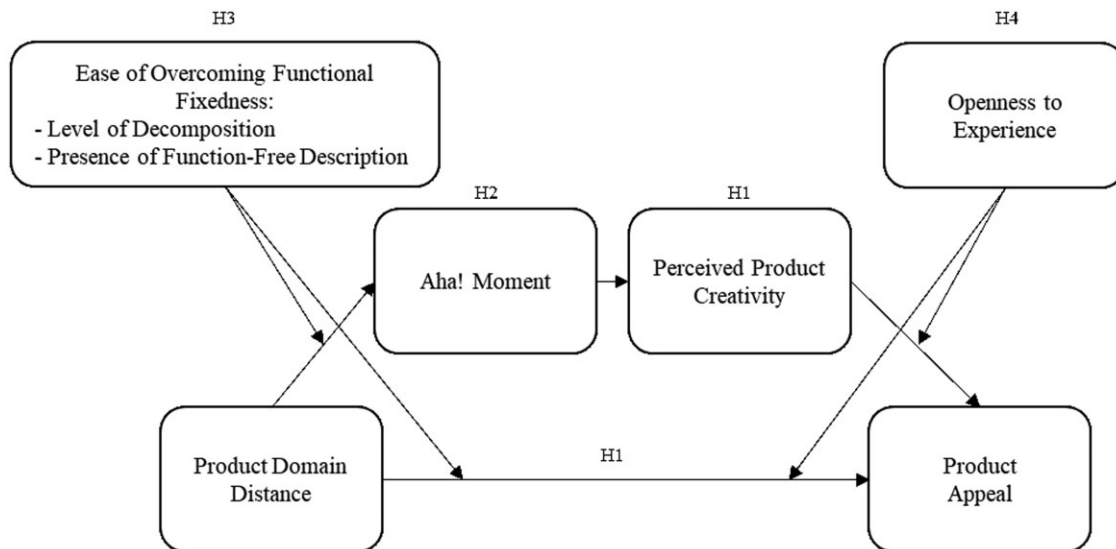 H3
H4
Ease of Overcoming Functional
Fixedness:
- Level of Decomposition
- Presence of Function-Free Description
Openness to
Experience
H2
H1
Aha! Moment
Perceived Product
Creativity
H1
Product Domain
Distance
Product
Appeal